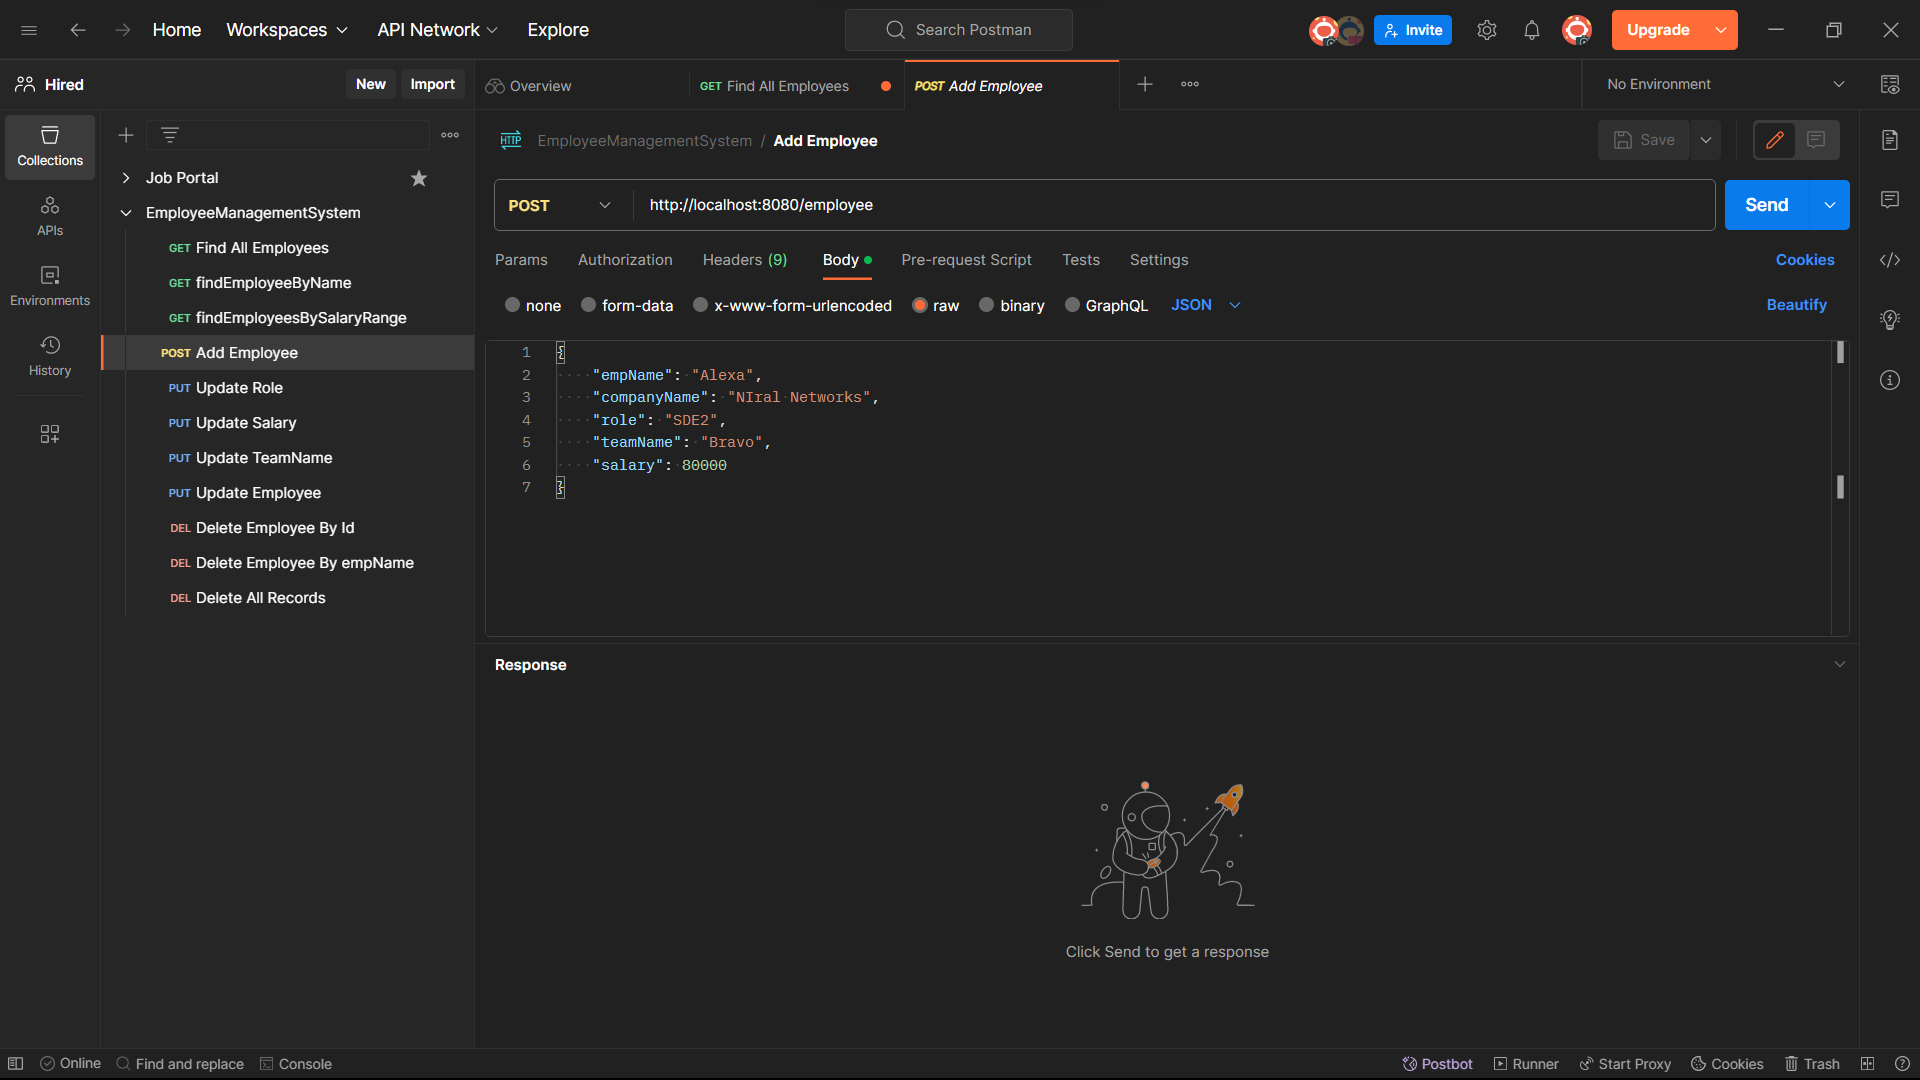 Home Workspaces API Network Explore Search Postman Invite Upgrade
Hired New Import Overview GET Find All Employees POST Add Employee No Environment
Collections
APIs
Environments
History
Job Portal
EmployeeManagementSystem
GET Find All Employees
GET findEmployeeByName
GET findEmployeesBySalaryRange
POST Add Employee
PUT Update Role
PUT Update Salary
PUT Update TeamName
PUT Update Employee
DEL Delete Employee By Id
DEL Delete Employee By empName
DEL Delete All Records
HTTP EmployeeManagementSystem / Add Employee Save
POST http://localhost:8080/employee Send
Params Authorization Headers (9) Body Pre-request Script Tests Settings Cookies
none form-data x-www-form-urlencoded raw binary GraphQL JSON Beautify
1 {
2 "empName": "Alexa",
3 "companyName": "NIral Networks",
4 "role": "SDE2",
5 "teamName": "Bravo",
6 "salary": 80000
7 }
Response
Click Send to get a response
Online Find and replace Console Postbot Runner Start Proxy Cookies Trash